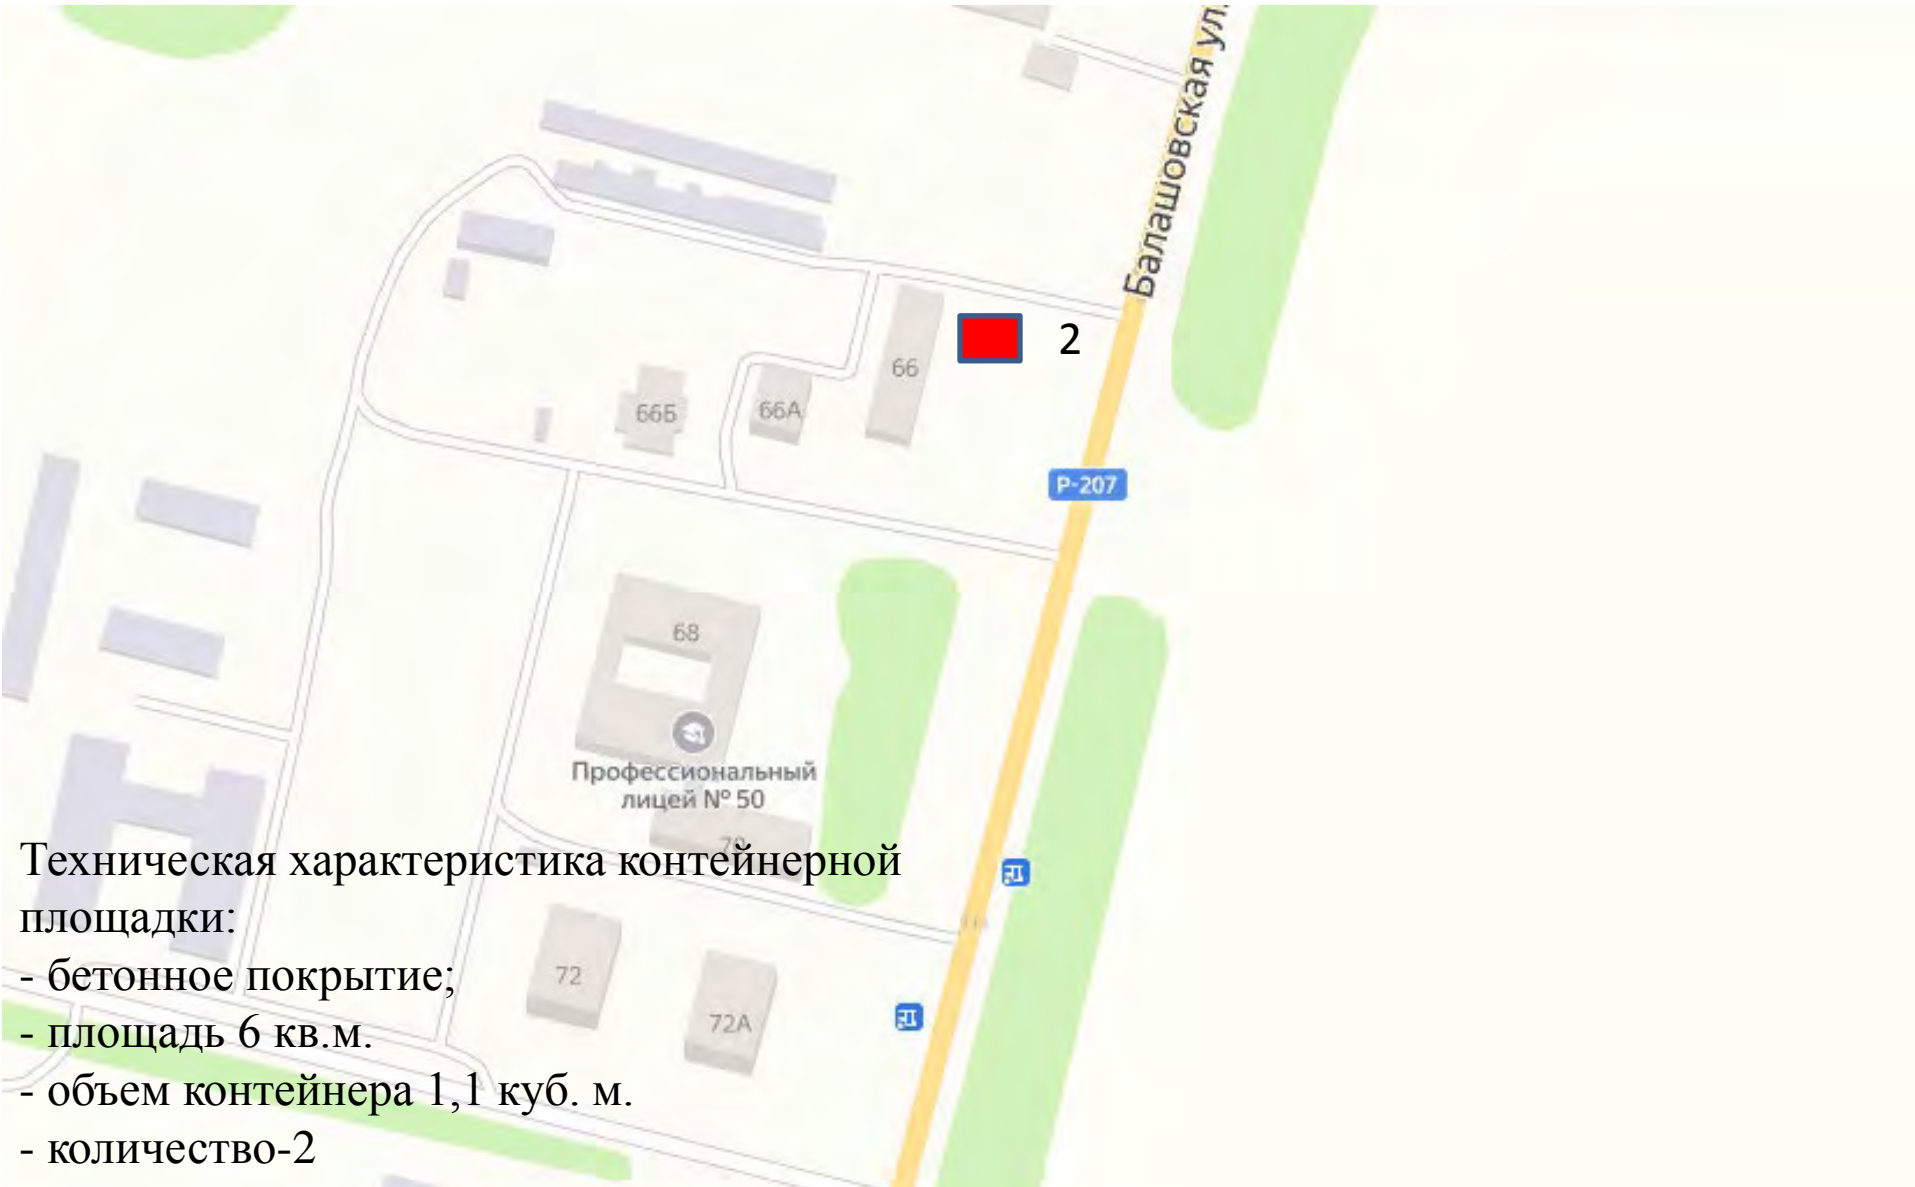 Балашовская ул.
2
66
66Б
66А
Р-207
68
Профессиональный
лицей № 50
Техническая характеристика контейнерной
площадки:
- бетонное покрытие;
- площадь 6 кв.м.
- объем контейнера 1,1 куб. м.
- количество-2
72
72А